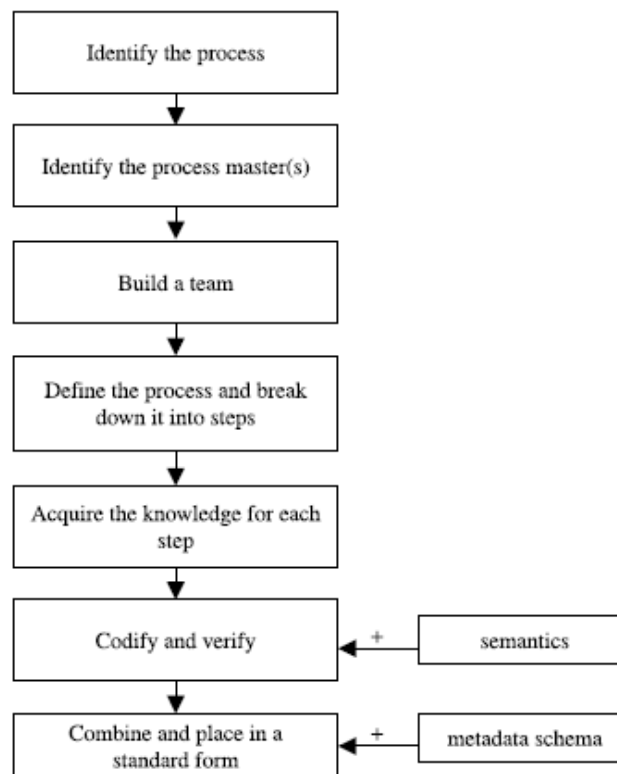 Identify the process
Identify the process master(s)
Build a team
Define the process and break
down it into steps
Acquire the knowledge for each
step
Codify and verify
+
semantics
Combine and place in a
standard form
+
metadata schema